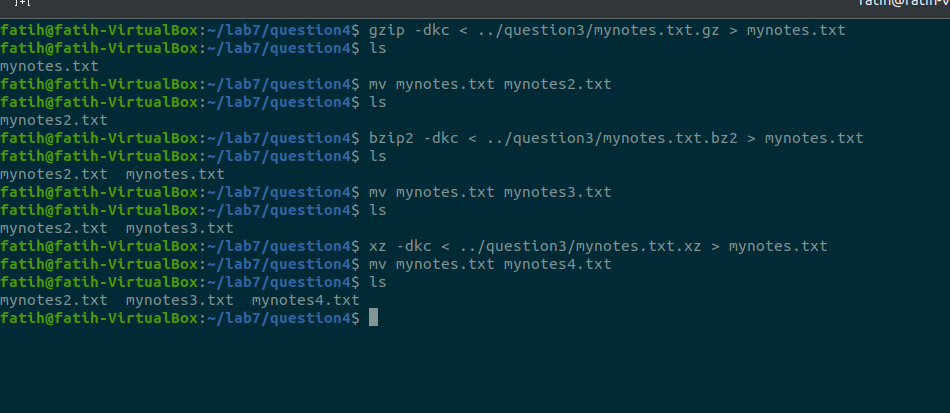 fatih@fatih-VirtualBox:~/lab7/question4$ gzip -dkc < ../question3/mynotes.txt.gz > mynotes.txt
fatih@fatih-VirtualBox:~/lab7/question4$ ls
mynotes.txt
fatih@fatih-VirtualBox:~/lab7/question4$ mv mynotes.txt mynotes2.txt
fatih@fatih-VirtualBox:~/lab7/question4$ ls
mynotes2.txt
fatih@fatih-VirtualBox:~/lab7/question4$ bzip2 -dkc < ../question3/mynotes.txt.bz2 > mynotes.txt
fatih@fatih-VirtualBox:~/lab7/question4$ ls
mynotes2.txt  mynotes.txt
fatih@fatih-VirtualBox:~/lab7/question4$ mv mynotes.txt mynotes3.txt
fatih@fatih-VirtualBox:~/lab7/question4$ ls
mynotes2.txt  mynotes3.txt
fatih@fatih-VirtualBox:~/lab7/question4$ xz -dkc < ../question3/mynotes.txt.xz > mynotes.txt
fatih@fatih-VirtualBox:~/lab7/question4$ mv mynotes.txt mynotes4.txt
fatih@fatih-VirtualBox:~/lab7/question4$ ls
mynotes2.txt  mynotes3.txt  mynotes4.txt
fatih@fatih-VirtualBox:~/lab7/question4$